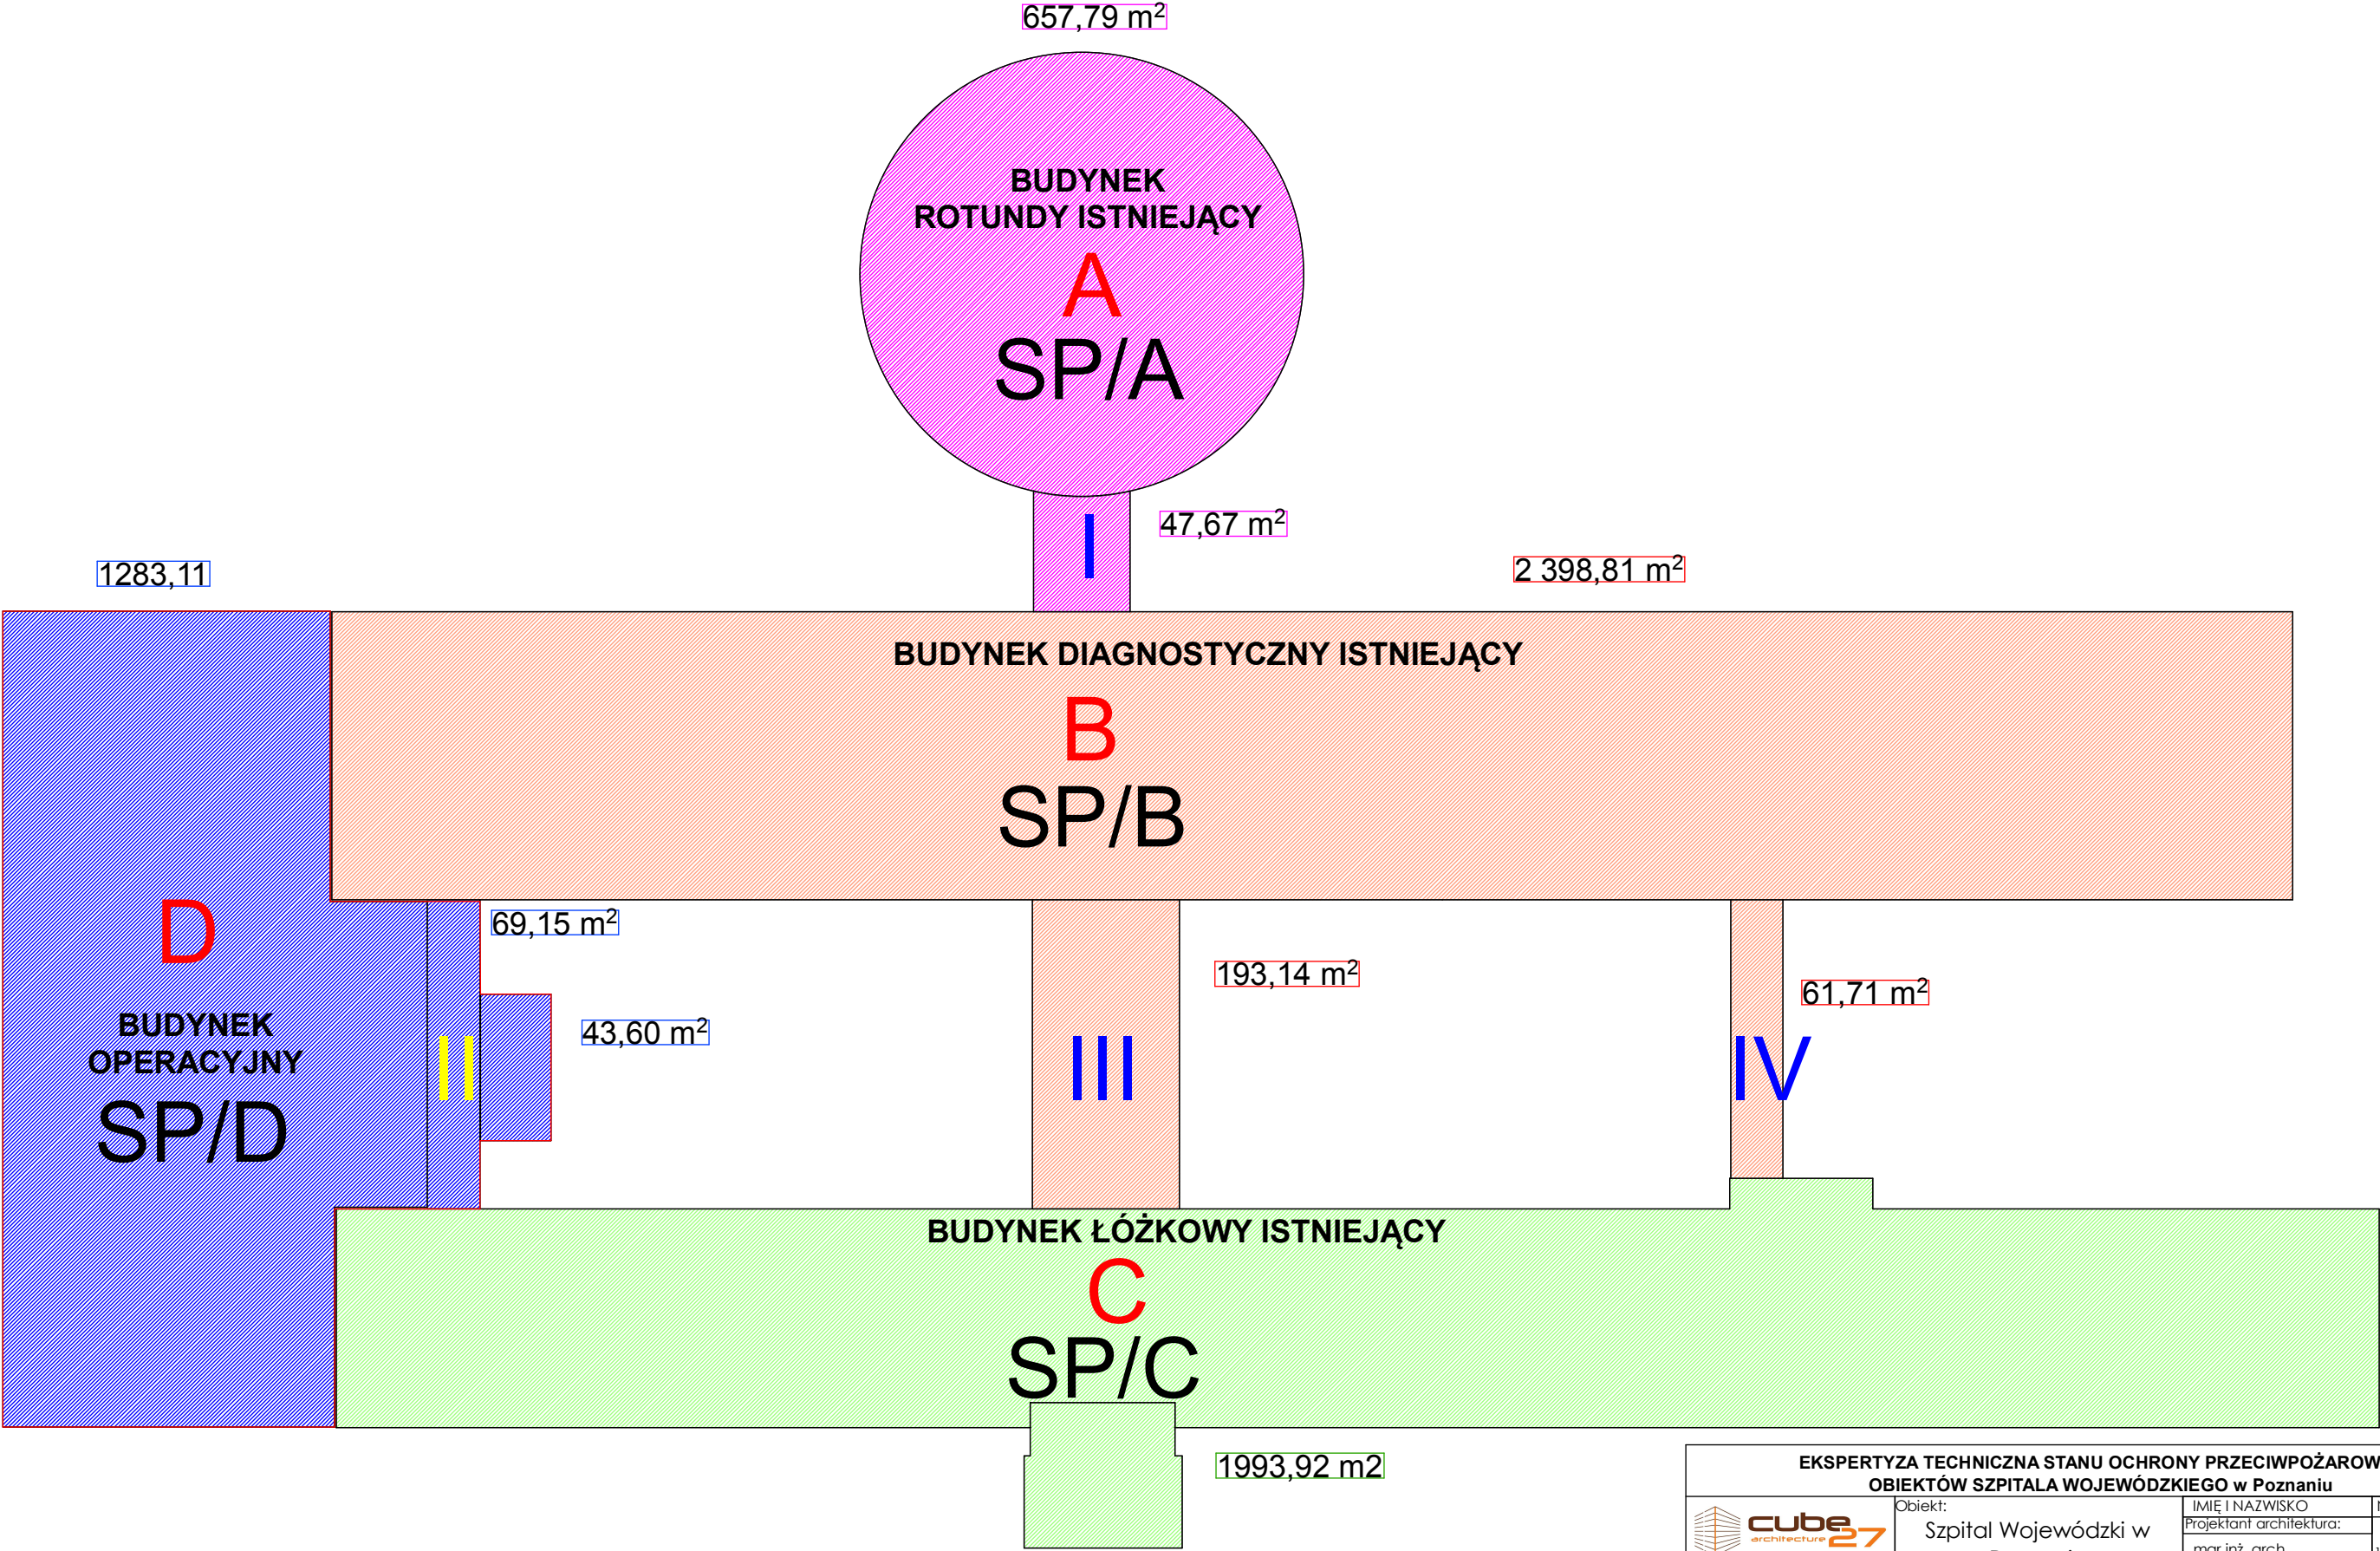 657,79 m²
BUDYNEK
ROTUNDY ISTNIEJĄCY
A
SP/A
I
47,67 m²
1283,11
2 398,81 m²
BUDYNEK DIAGNOSTYCZNY ISTNIEJĄCY
B
SP/B
D
69,15 m²
193,14 m²
61,71 m²
BUDYNEK
OPERACYJNY
SP/D
II
43,60 m²
III
IV
BUDYNEK ŁÓŻKOWY ISTNIEJĄCY
C
SP/C
1993,92 m2
EKSPERTYZA TECHNICZNA STANU OCHRONY PRZECIWPOŻAROW
OBIEKTÓW SZPITALA WOJEWÓDZKIEGO w Poznaniu
cube 27
architecture
Obiekt:
Szpital Wojewódzki w
IMIĘ I NAZWISKO
Projektant architektura:
mgr inż. arch.